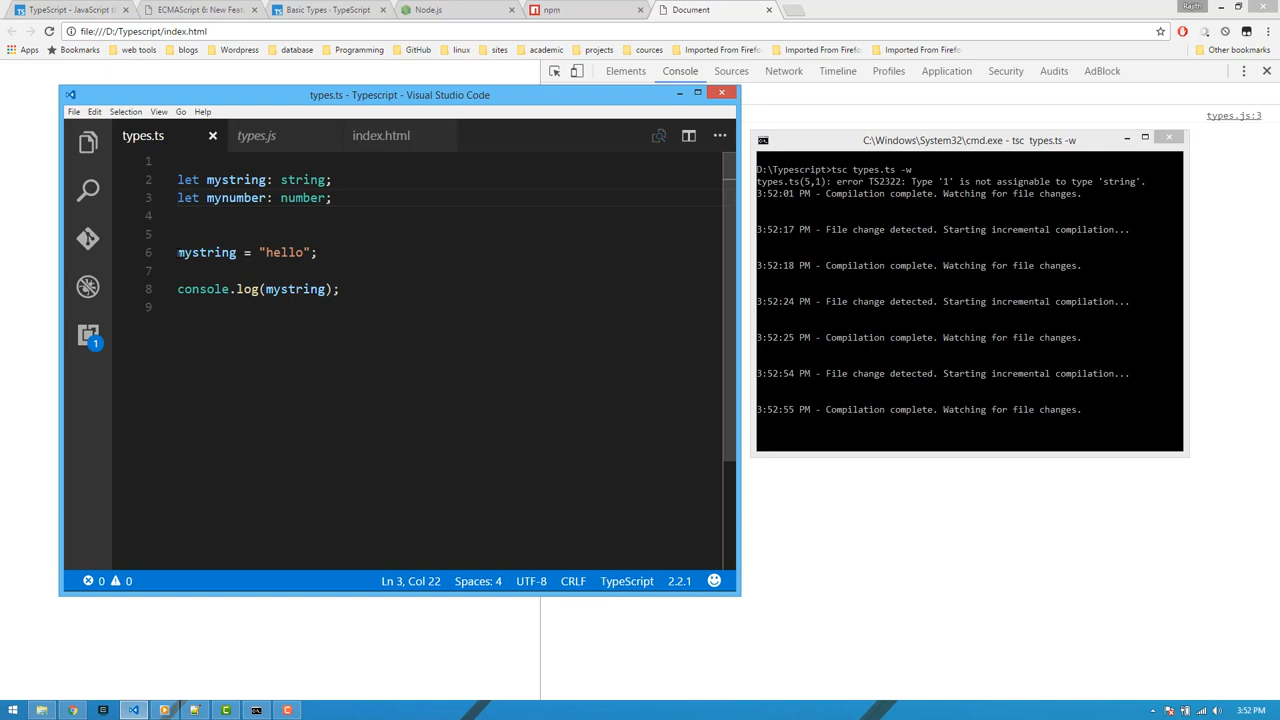 TypeScript - JavaScript t
ECMAScript 6: New Featur
Basic Types - TypeScript
Node.js
npm
Document
file:///D:/Typescript/index.html
Apps
Bookmarks
web tools
blogs
Wordpress
database
Programming
GitHub
linux
sites
academic
projects
cources
Imported From Firefo
Imported From Firefo
Imported From Firefo
Other bookmarks
Elements
Console
Sources
Network
Timeline
Profiles
Application
Security
Audits
AdBlock
types.js:3
types.ts - Typescript - Visual Studio Code
File Edit Selection View Go Help
types.ts
types.js
index.html
1
2 let mystring: string;
3 let mynumber: number;
4
5
6 mystring = "hello";
7
8 console.log(mystring);
9
1
0 0
Ln 3, Col 22
Spaces: 4
UTF-8
CRLF
TypeScript
2.2.1
C:\Windows\System32\cmd.exe - tsc types.ts -w
D:\Typescript>tsc types.ts -w
types.ts(5,1): error TS2322: Type '1' is not assignable to type 'string'.
3:52:01 PM - Compilation complete. Watching for file changes.
3:52:17 PM - File change detected. Starting incremental compilation...
3:52:18 PM - Compilation complete. Watching for file changes.
3:52:24 PM - File change detected. Starting incremental compilation...
3:52:25 PM - Compilation complete. Watching for file changes.
3:52:54 PM - File change detected. Starting incremental compilation...
3:52:55 PM - Compilation complete. Watching for file changes.
3:52 PM